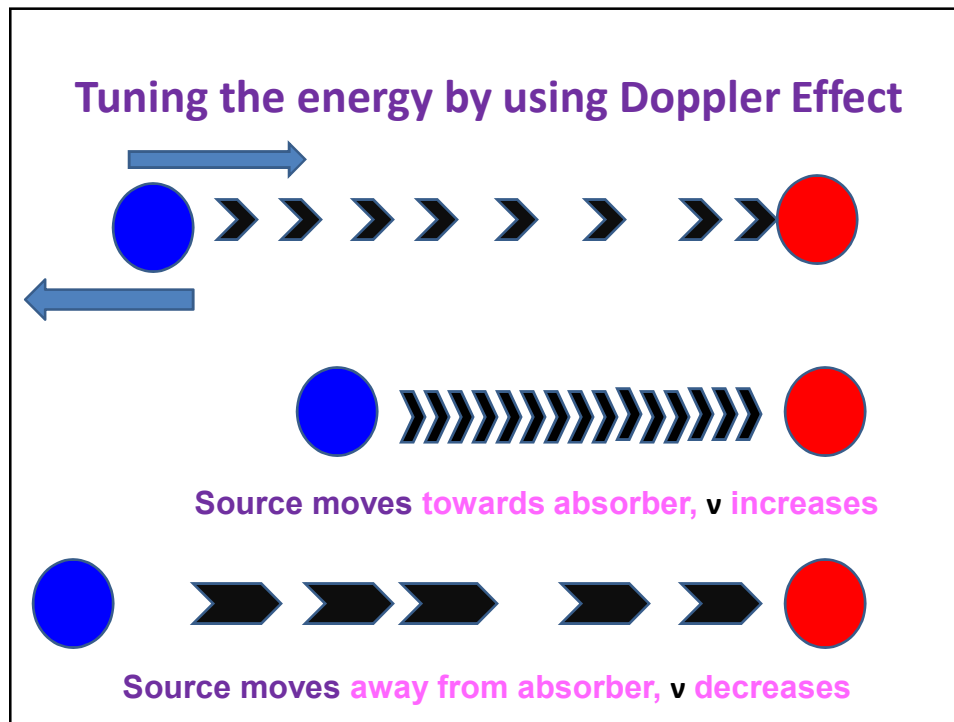 Tuning the energy by using Doppler Effect
Source moves towards absorber, ν increases
Source moves away from absorber, ν decreases